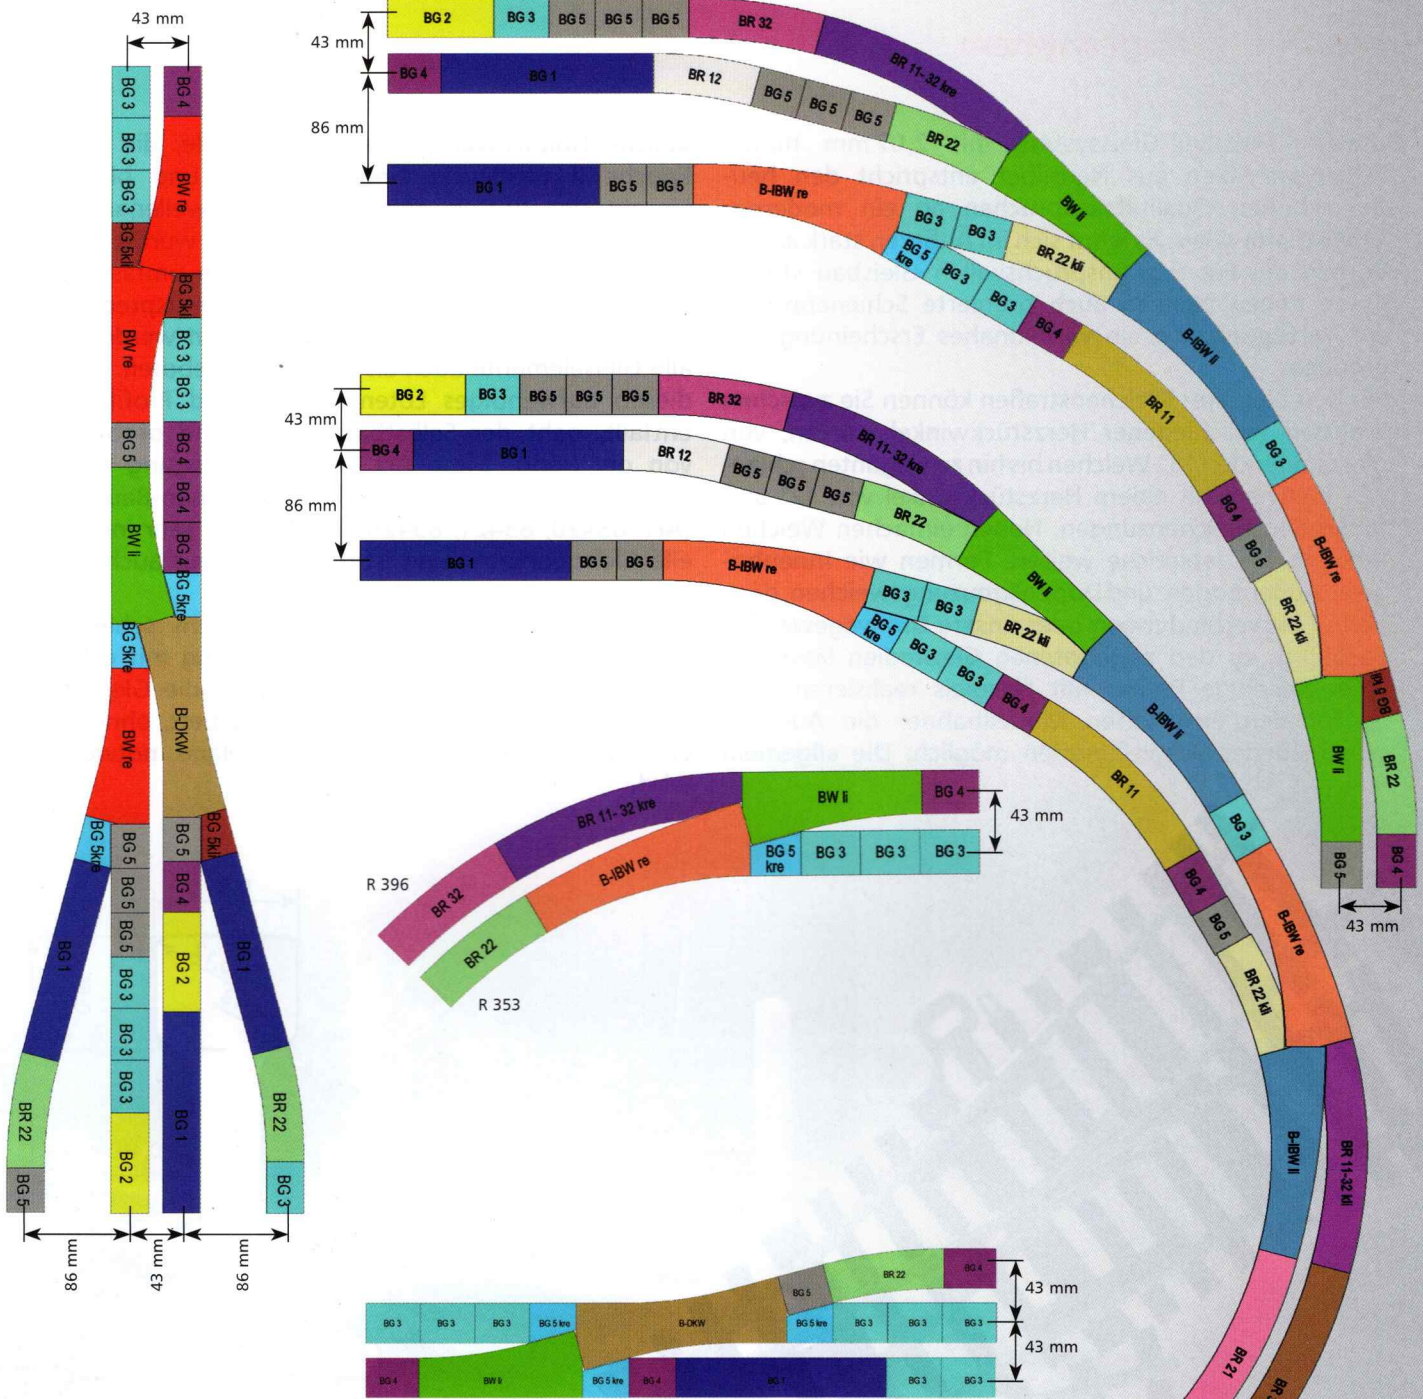 43 mm
BG 3
BG 3
BG 3
BG 5kli
BW re
BG 5
BW li
BG 5kre
BW re
BG 5kre
BG 1
BR 22
BG 5
BG 5
BG 5
BG 5
BG 3
BG 3
BG 3
BG 2
BG 4
BW re
BG 5kli
BG 3
BG 3
BG 4
BG 4
BG 4
BG 5kre
B-DKW
BG 5
BG 4
BG 2
BG 1
BG 5kli
BG 1
BR 22
BG 3
86 mm
43 mm
86 mm
43 mm
86 mm
BG 2
BG 3
BG 5
BG 5
BG 5
BR 32
BR 11- 32 kre
BG 4
BG 1
BR 12
BG 5
BG 5
BG 5
BR 22
BW li
BG 1
BG 5
BG 5
B-IBW re
BG 3
BG 3
BR 22 kli
BG 5
kre
BG 3
BG 3
BG 4
BR 11
BG 4
BG 5
BR 22 kli
B-IBW li
BG 3
B-IBW re
BW li
BG 5 kli
BR 22
BG 5
BG 4
43 mm
43 mm
86 mm
BG 2
BG 3
BG 5
BG 5
BG 5
BR 32
BR 11- 32 kre
BG 4
BG 1
BR 12
BG 5
BG 5
BG 5
BR 22
BW li
BG 1
BG 5
BG 5
B-IBW re
BG 3
BG 3
BR 22 kli
BG 5
kre
BG 3
BG 3
BG 4
BR 11
BG 4
BG 5
BR 22 kli
B-IBW li
BG 3
B-IBW re
B-IBW li
BR 11-32 kli
BR 21
BR
R 396
BR 32
BR 11- 32 kre
BW li
BG 4
R 353
BR 22
B-IBW re
BG 5
kre
BG 3
BG 3
BG 3
43 mm
BG 5
BR 22
BG 4
43 mm
BG 3
BG 3
BG 3
BG 5 kre
B-DKW
BG 5 kre
BG 3
BG 3
BG 3
43 mm
BG 4
BW li
BG 5 kre
BG 4
BG 1
BG 3
BG 3